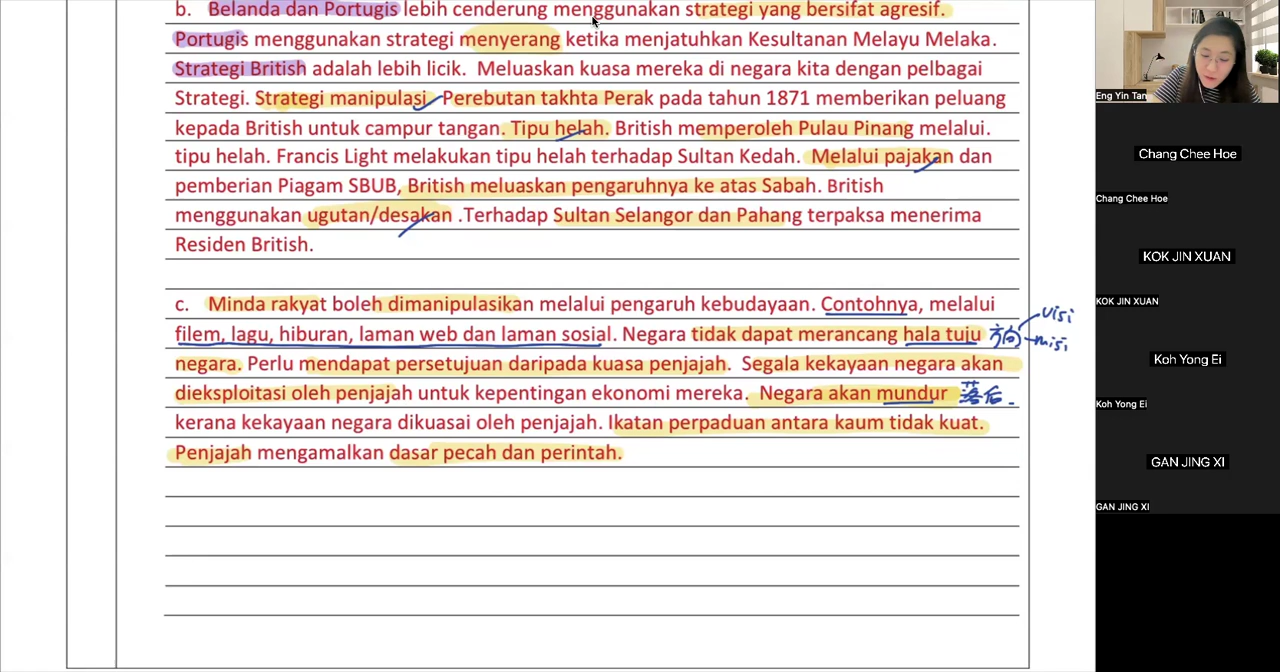 b. Belanda dan Portugis lebih cenderung menggunakan strategi yang bersifat agresif.
Portugis menggunakan strategi menyerang ketika menjatuhkan Kesultanan Melayu Melaka.
Strategi British adalah lebih licik. Meluaskan kuasa mereka di negara kita dengan pelbagai
Strategi. Strategi manipulasi Perebutan takhta Perak pada tahun 1871 memberikan peluang
kepada British untuk campur tangan. Tipu helah. British memperoleh Pulau Pinang melalui.
tipu helah. Francis Light melakukan tipu helah terhadap Sultan Kedah. Melalui pajakan dan
pemberian Piagam SBUB, British meluaskan pengaruhnya ke atas Sabah. British
menggunakan ugutan/desakan .Terhadap Sultan Selangor dan Pahang terpaksa menerima
Residen British.
c. Minda rakyat boleh dimanipulasikan melalui pengaruh kebudayaan. Contohnya, melalui
filem, lagu, hiburan, laman web dan laman sosial. Negara tidak dapat merancang hala tuju 方向 visi
misi
negara. Perlu mendapat persetujuan daripada kuasa penjajah. Segala kekayaan negara akan
dieksploitasi oleh penjajah untuk kepentingan ekonomi mereka. Negara akan mundur 落后.
kerana kekayaan negara dikuasai oleh penjajah. Ikatan perpaduan antara kaum tidak kuat.
Penjajah mengamalkan dasar pecah dan perintah.
Eng Yin Tan
Chang Chee Hoe
Chang Chee Hoe
KOK JIN XUAN
KOK JIN XUAN
Koh Yong Ei
Koh Yong Ei
GAN JING XI
GAN JING XI